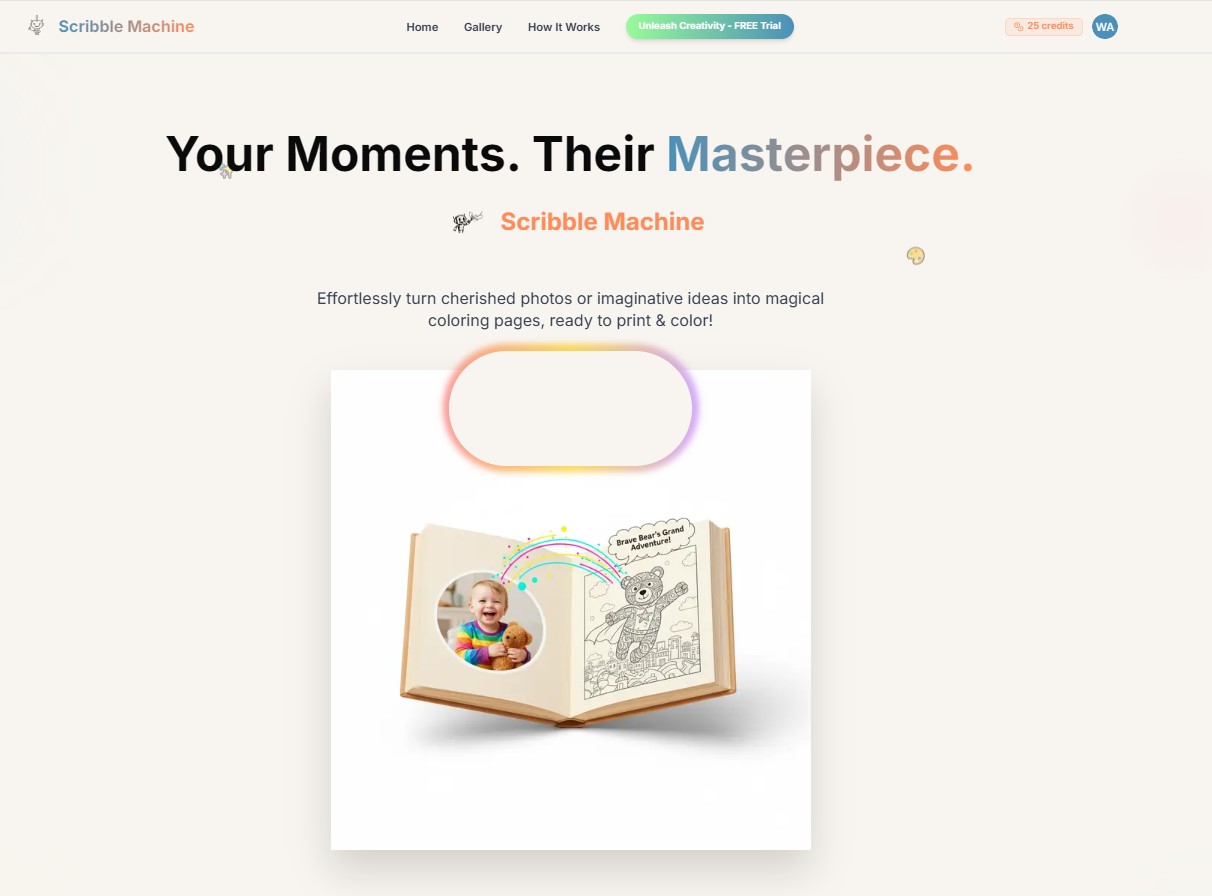 Scribble Machine
Home
Gallery
How It Works
Unleash Creativity - FREE Trial
25 credits
WA
Your Moments. Their Masterpiece.
Scribble Machine
Effortlessly turn cherished photos or imaginative ideas into magical
coloring pages, ready to print & color!
Brave Bear's Grand
Adventure!